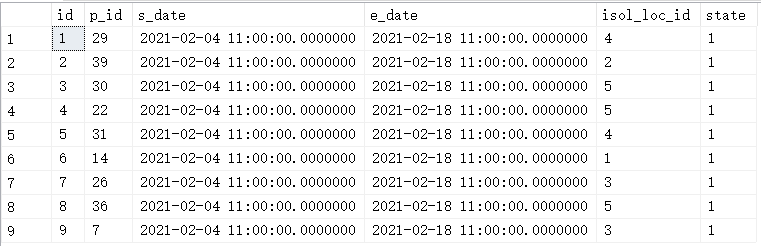 id p_id s_date e_date isol_loc_id state
1 1 29 2021-02-04 11:00:00.0000000 2021-02-18 11:00:00.0000000 4 1
2 2 39 2021-02-04 11:00:00.0000000 2021-02-18 11:00:00.0000000 2 1
3 3 30 2021-02-04 11:00:00.0000000 2021-02-18 11:00:00.0000000 5 1
4 4 22 2021-02-04 11:00:00.0000000 2021-02-18 11:00:00.0000000 5 1
5 5 31 2021-02-04 11:00:00.0000000 2021-02-18 11:00:00.0000000 4 1
6 6 14 2021-02-04 11:00:00.0000000 2021-02-18 11:00:00.0000000 1 1
7 7 26 2021-02-04 11:00:00.0000000 2021-02-18 11:00:00.0000000 3 1
8 8 36 2021-02-04 11:00:00.0000000 2021-02-18 11:00:00.0000000 5 1
9 9 7 2021-02-04 11:00:00.0000000 2021-02-18 11:00:00.0000000 3 1